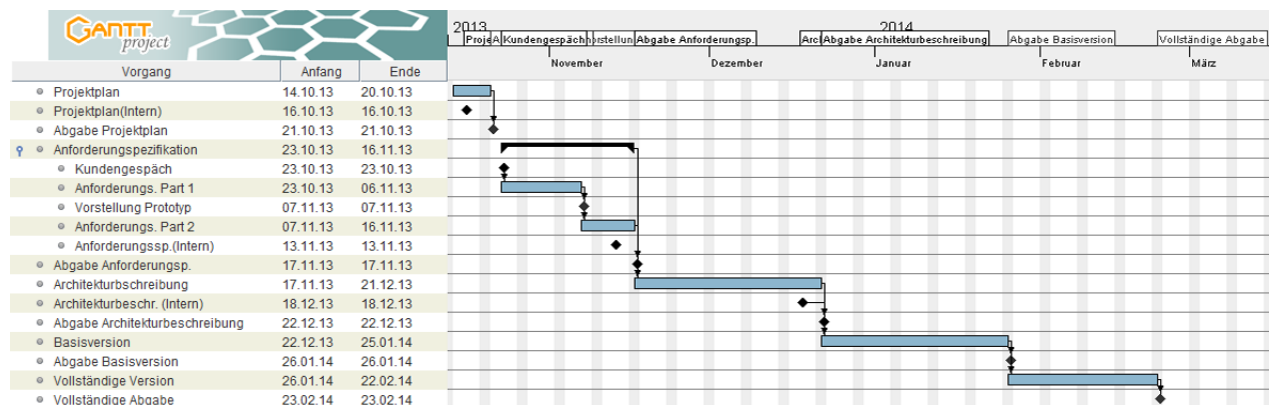 GANTT
project
2013
2014
Proje
A
Kundengespäch
orstellun
Abgabe Anforderungsp.
Arcl
Abgabe Architekturbeschreibung
Abgabe Basisversion
Vollständige Abgabe
November Dezember Januar Februar März
Vorgang Anfang Ende
Projektplan 14.10.13 20.10.13
Projektplan(Intern) 16.10.13 16.10.13
Abgabe Projektplan 21.10.13 21.10.13
Anforderungspezifikation 23.10.13 16.11.13
Kundengespäch 23.10.13 23.10.13
Anforderungs. Part 1 23.10.13 06.11.13
Vorstellung Prototyp 07.11.13 07.11.13
Anforderungs. Part 2 07.11.13 16.11.13
Anforderungssp.(Intern) 13.11.13 13.11.13
Abgabe Anforderungsp. 17.11.13 17.11.13
Architekturbschreibung 17.11.13 21.12.13
Architekturbeschr. (Intern) 18.12.13 18.12.13
Abgabe Architekturbeschreibung 22.12.13 22.12.13
Basisversion 22.12.13 25.01.14
Abgabe Basisversion 26.01.14 26.01.14
Vollständige Version 26.01.14 22.02.14
Vollständige Abgabe 23.02.14 23.02.14